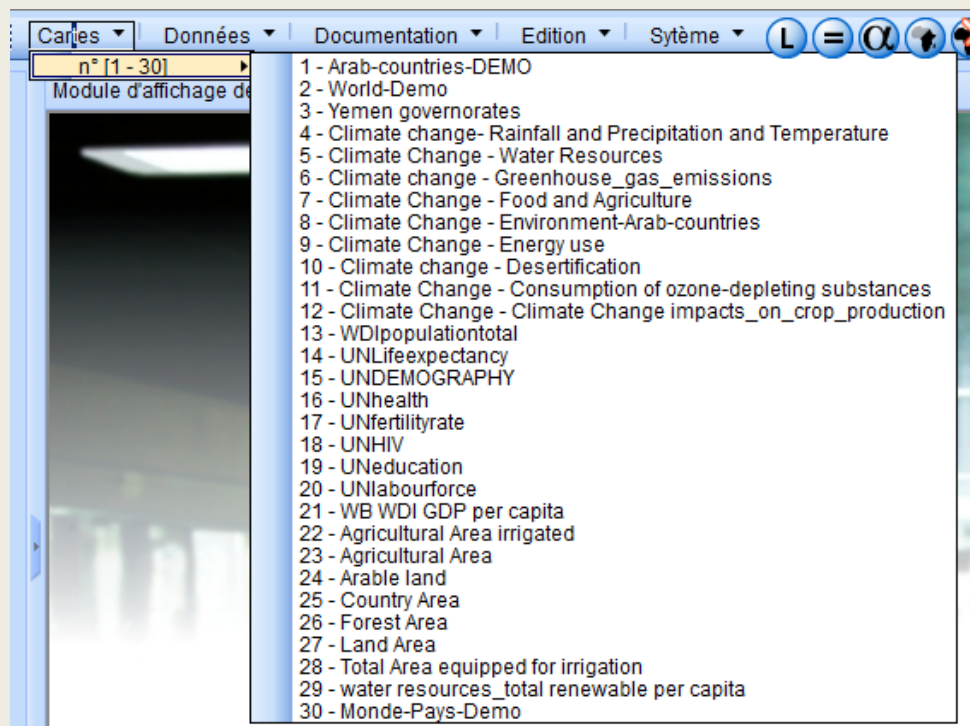 Cartes Données Documentation Edition Sytème L = α
n° [1 - 30]
Module d'affichage de
1 - Arab-countries-DEMO
2 - World-Demo
3 - Yemen governorates
4 - Climate change- Rainfall and Precipitation and Temperature
5 - Climate Change - Water Resources
6 - Climate change - Greenhouse_gas_emissions
7 - Climate Change - Food and Agriculture
8 - Climate Change - Environment-Arab-countries
9 - Climate Change - Energy use
10 - Climate change - Desertification
11 - Climate Change - Consumption of ozone-depleting substances
12 - Climate Change - Climate Change impacts_on_crop_production
13 - WDIpopulationtotal
14 - UNLifeexpectancy
15 - UNDEMOGRAPHY
16 - UNhealth
17 - UNfertilityrate
18 - UNHIV
19 - UNeducation
20 - UNlabourforce
21 - WB WDI GDP per capita
22 - Agricultural Area irrigated
23 - Agricultural Area
24 - Arable land
25 - Country Area
26 - Forest Area
27 - Land Area
28 - Total Area equipped for irrigation
29 - water resources_total renewable per capita
30 - Monde-Pays-Demo